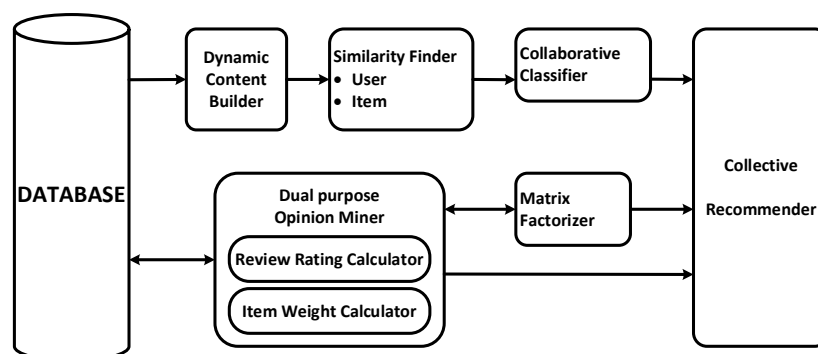 DATABASE
Dynamic
Content
Builder
Similarity Finder
• User
• Item
Collaborative
Classifier
Dual purpose
Opinion Miner
Review Rating Calculator
Item Weight Calculator
Matrix
Factorizer
Collective
Recommender